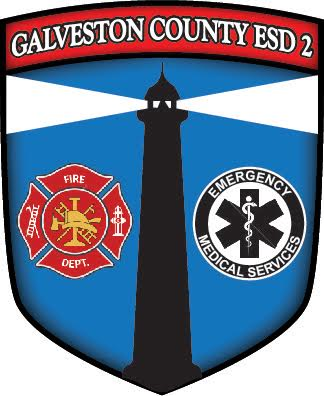 GALVESTON COUNTY ESD 2
FIRE
DEPT.
EMERGENCY
MEDICAL SERVICES